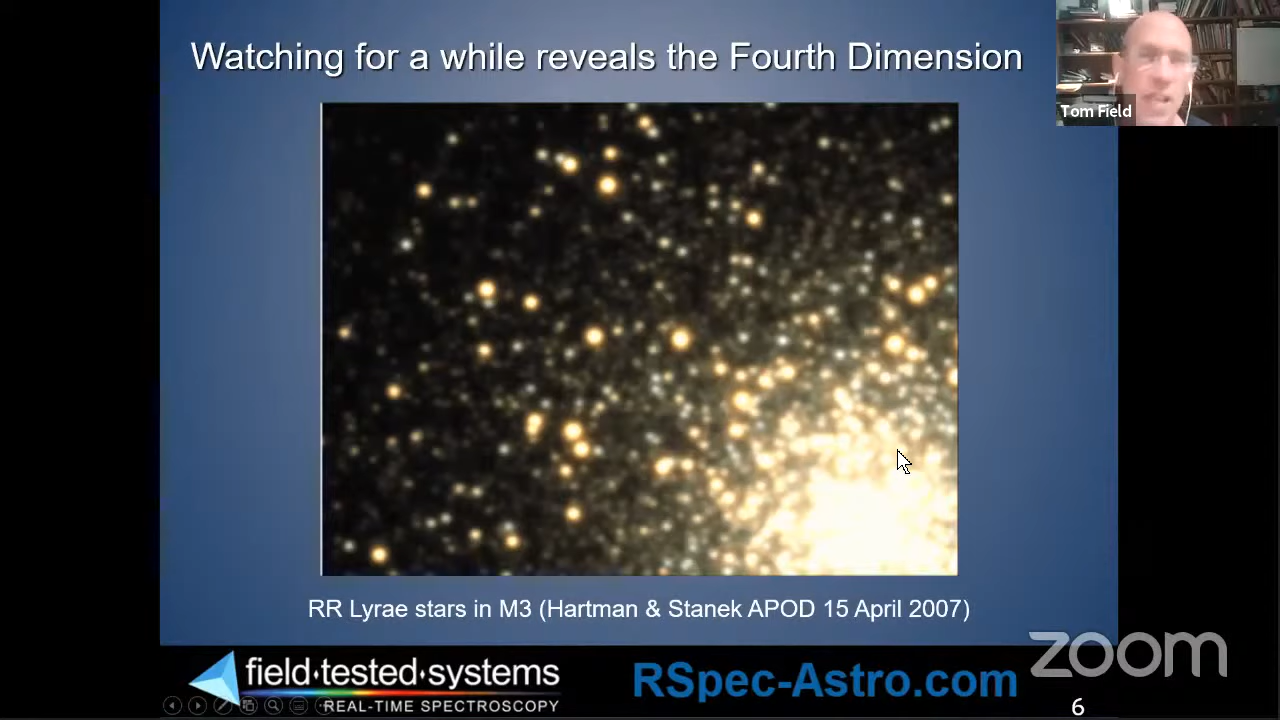 Watching for a while reveals the Fourth Dimension
Tom Field
RR Lyrae stars in M3 (Hartman & Stanek APOD 15 April 2007)
zoom
field·tested·systems
REAL-TIME SPECTROSCOPY
RSpec-Astro.com
6